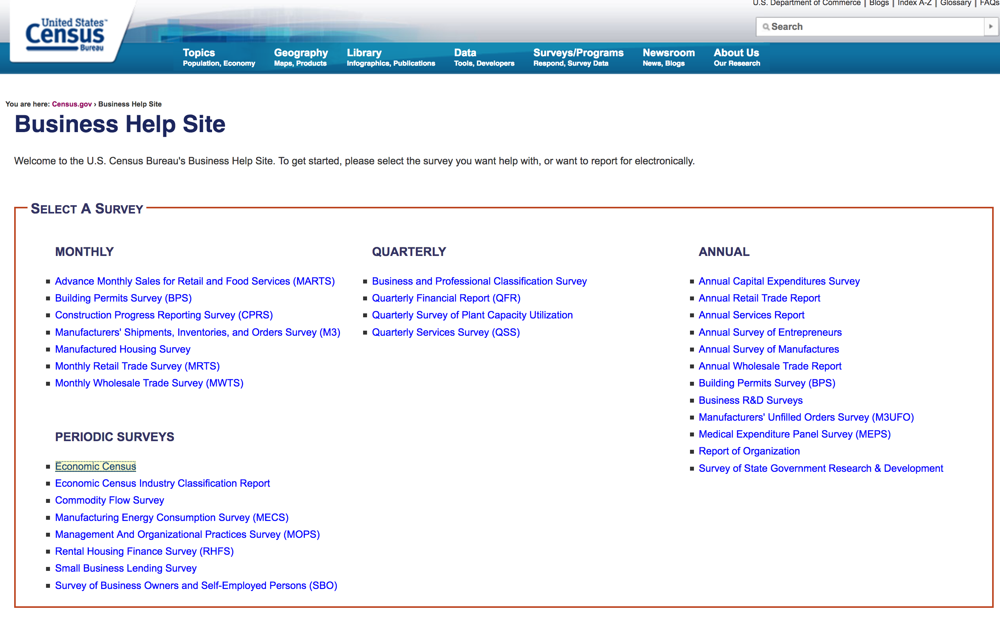 U.S. Department of Commerce | Blogs | Index A-Z | Glossary | FAQs
United States™
Census
Bureau
Search
Topics
Population, Economy
Geography
Maps, Products
Library
Infographics, Publications
Data
Tools, Developers
Surveys/Programs
Respond, Survey Data
Newsroom
News, Blogs
About Us
Our Research
You are here: Census.gov › Business Help Site
Business Help Site
Welcome to the U.S. Census Bureau's Business Help Site. To get started, please select the survey you want help with, or want to report for electronically.
SELECT A SURVEY
MONTHLY
Advance Monthly Sales for Retail and Food Services (MARTS)
Building Permits Survey (BPS)
Construction Progress Reporting Survey (CPRS)
Manufacturers' Shipments, Inventories, and Orders Survey (M3)
Manufactured Housing Survey
Monthly Retail Trade Survey (MRTS)
Monthly Wholesale Trade Survey (MWTS)
QUARTERLY
Business and Professional Classification Survey
Quarterly Financial Report (QFR)
Quarterly Survey of Plant Capacity Utilization
Quarterly Services Survey (QSS)
ANNUAL
Annual Capital Expenditures Survey
Annual Retail Trade Report
Annual Services Report
Annual Survey of Entrepreneurs
Annual Survey of Manufactures
Annual Wholesale Trade Report
Building Permits Survey (BPS)
Business R&D Surveys
Manufacturers' Unfilled Orders Survey (M3UFO)
Medical Expenditure Panel Survey (MEPS)
Report of Organization
Survey of State Government Research & Development
PERIODIC SURVEYS
Economic Census
Economic Census Industry Classification Report
Commodity Flow Survey
Manufacturing Energy Consumption Survey (MECS)
Management And Organizational Practices Survey (MOPS)
Rental Housing Finance Survey (RHFS)
Small Business Lending Survey
Survey of Business Owners and Self-Employed Persons (SBO)